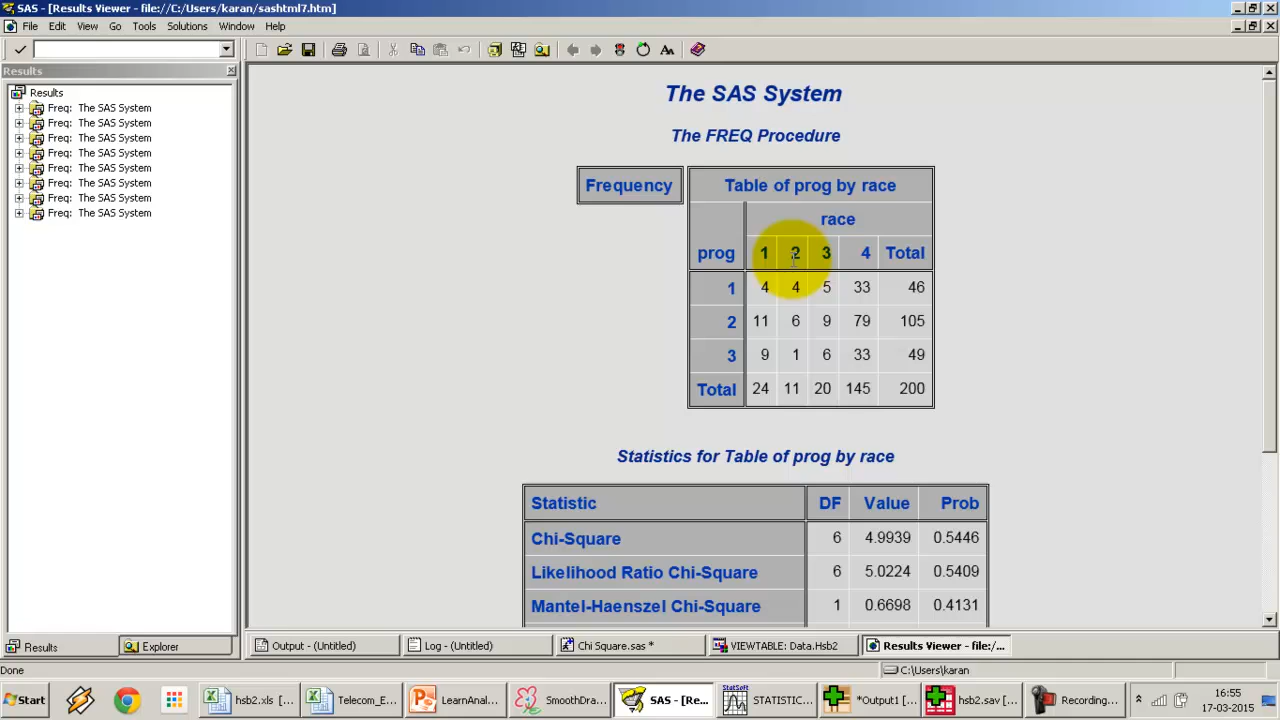 SAS - [Results Viewer - file://C:/Users/karan/sashtml7.htm]
File Edit View Go Tools Solutions Window Help
Results
Results
Freq: The SAS System
Freq: The SAS System
Freq: The SAS System
Freq: The SAS System
Freq: The SAS System
Freq: The SAS System
Freq: The SAS System
Freq: The SAS System
The SAS System
The FREQ Procedure
Frequency
Table of prog by race
race
prog 1 2 3 4 Total
1 4 4 5 33 46
2 11 6 9 79 105
3 9 1 6 33 49
Total 24 11 20 145 200
Statistics for Table of prog by race
Statistic DF Value Prob
Chi-Square 6 4.9939 0.5446
Likelihood Ratio Chi-Square 6 5.0224 0.5409
Mantel-Haenszel Chi-Square 1 0.6698 0.4131
Results Explorer Output - (Untitled) Log - (Untitled) Chi Square.sas * VIEWTABLE: Data.Hsb2 Results Viewer - file:/...
Done C:\Users\karan
Start hsb2.xls [... Telecom_E... LearnAnal... SmoothDra... SAS - [Re... STATISTIC... *Output1 [... hsb2.sav [... Recording... 16:55
17-03-2015